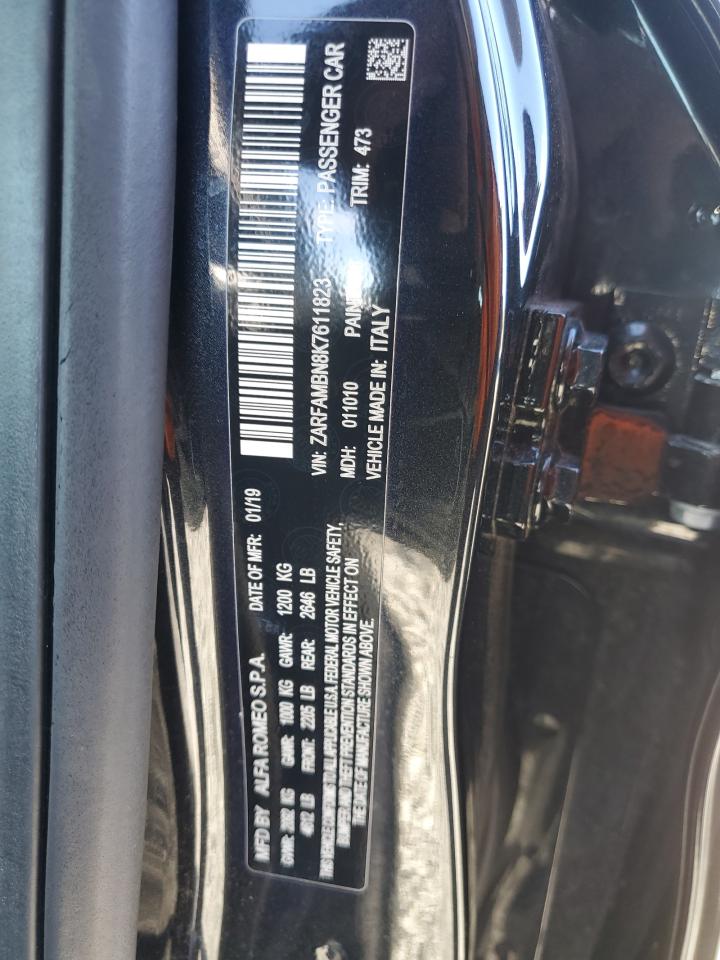 MFD BY ALFA ROMEO S.P.A. DATE OF MFR: 01/19
GVWR: KG GAWR: 1000 KG GAWR: 1200 KG
LB FRONT: 2205 LB REAR: 2646 LB
THIS VEHICLE CONFORMS TO ALL APPLICABLE U.S.A. FEDERAL MOTOR VEHICLE SAFETY,
BUMPER AND THEFT PREVENTION STANDARDS IN EFFECT ON
THE DATE OF MANUFACTURE SHOWN ABOVE.
VIN: ZARFAMBN8K7611823 TYPE: PASSENGER CAR
MDH: 011010 PAINT: TRIM: 473
VEHICLE MADE IN: ITALY